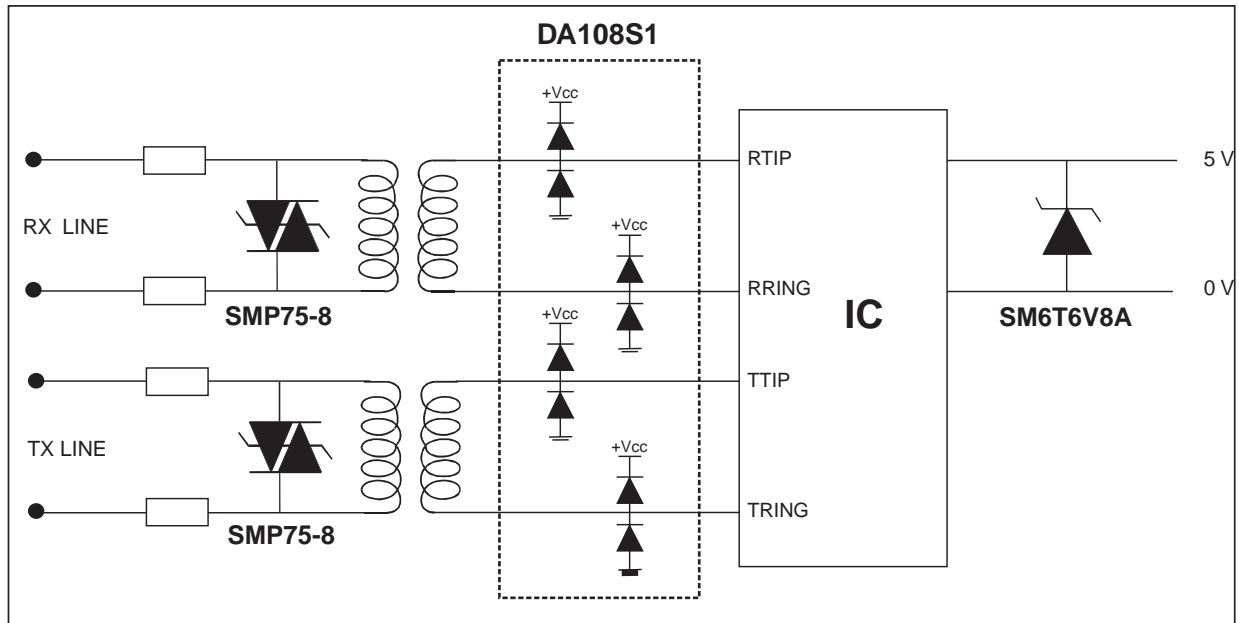 DA108S1
+Vcc
RTIP
5 V
+Vcc
RX LINE
RRING
0 V
SMP75-8
IC
SM6T6V8A
+Vcc
TTIP
TX LINE
+Vcc
TRING
SMP75-8